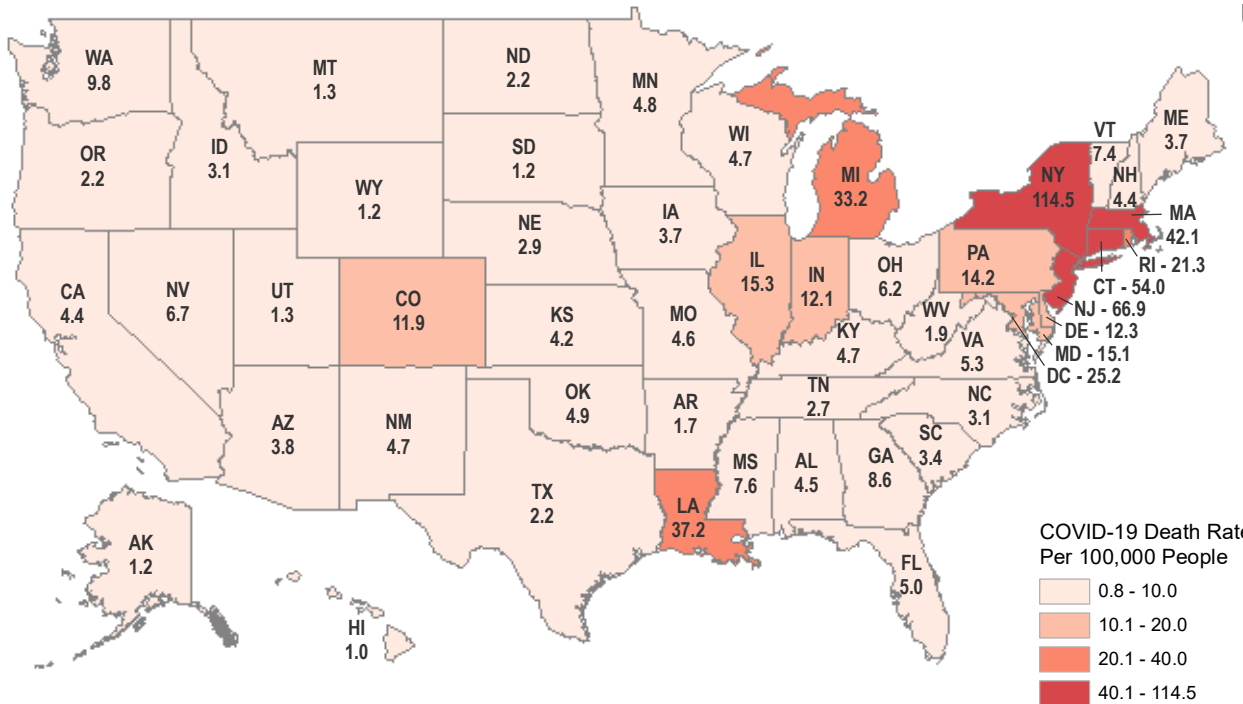 WA
9.8
MT
1.3
ND
2.2
MN
4.8
OR
2.2
ID
3.1
WY
1.2
SD
1.2
WI
4.7
MI
33.2
VT
7.4
ME
3.7
NH
4.4
NY
114.5
MA
42.1
RI - 21.3
CT - 54.0
NJ - 66.9
DE - 12.3
MD - 15.1
DC - 25.2
NE
2.9
IA
3.7
IL
15.3
IN
12.1
OH
6.2
PA
14.2
CA
4.4
NV
6.7
UT
1.3
CO
11.9
KS
4.2
MO
4.6
KY
4.7
WV
1.9
VA
5.3
AZ
3.8
NM
4.7
OK
4.9
AR
1.7
TN
2.7
NC
3.1
SC
3.4
TX
2.2
LA
37.2
MS
7.6
AL
4.5
GA
8.6
FL
5.0
AK
1.2
HI
1.0
COVID-19 Death Rate
Per 100,000 People
0.8 - 10.0
10.1 - 20.0
20.1 - 40.0
40.1 - 114.5